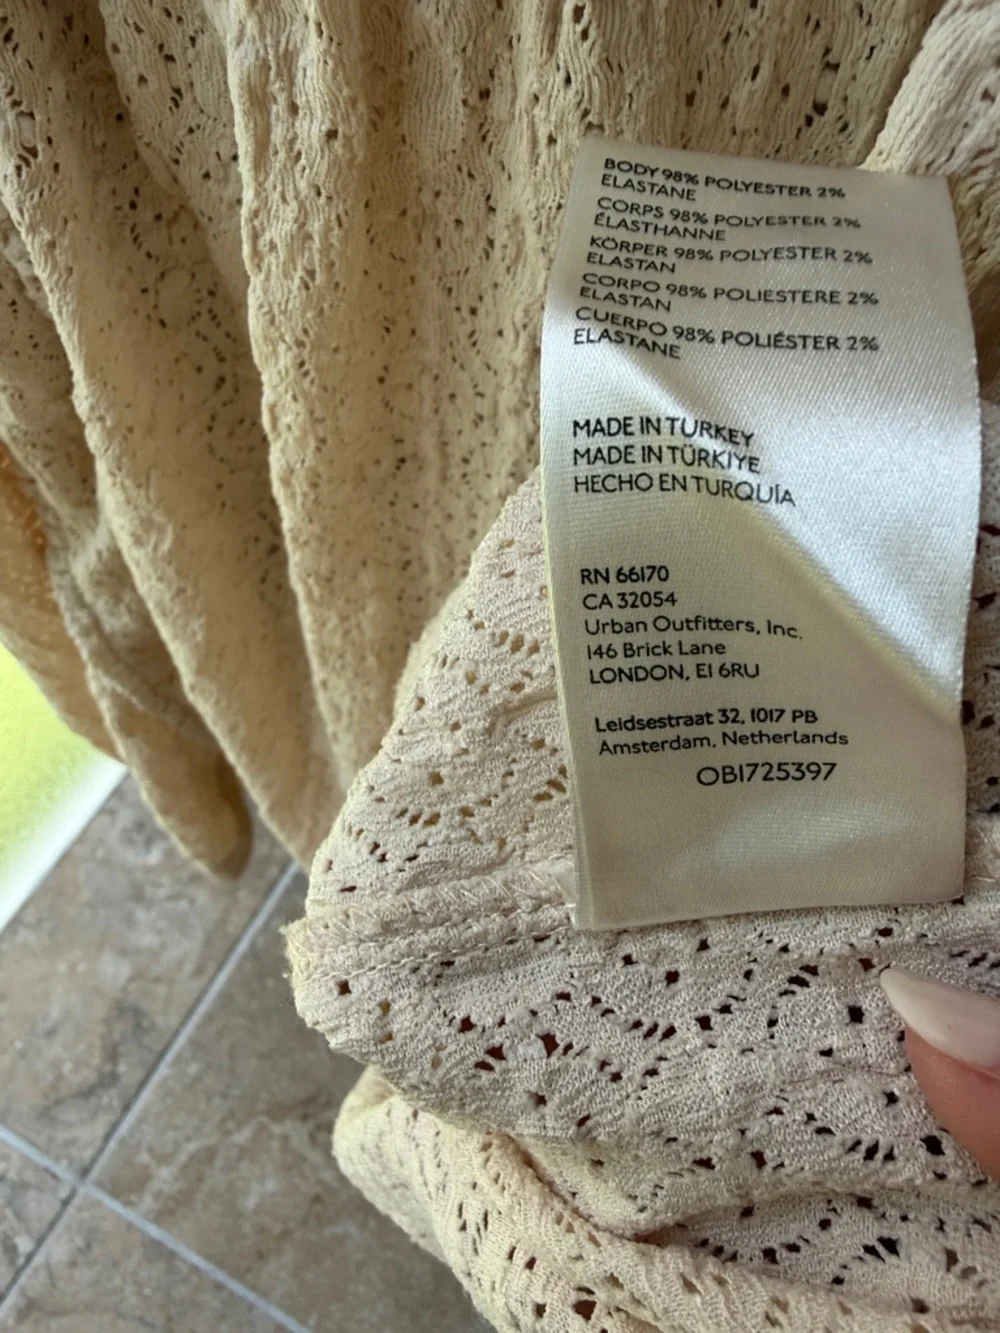 BODY 98% POLYESTER 2%
ELASTANE
CORPS 98% POLYESTER 2%
ÉLASTHANNE
KÖRPER 98% POLYESTER 2%
ELASTAN
CORPO 98% POLIESTERE 2%
ELASTAN
CUERPO 98% POLIÉSTER 2%
ELASTANE
MADE IN TURKEY
MADE IN TÜRKIYE
HECHO EN TURQUÍA
RN 66170
CA 32054
Urban Outfitters, Inc.
146 Brick Lane
LONDON, E1 6RU
Leidsestraat 32, 1017 PB
Amsterdam, Netherlands
OB1725397